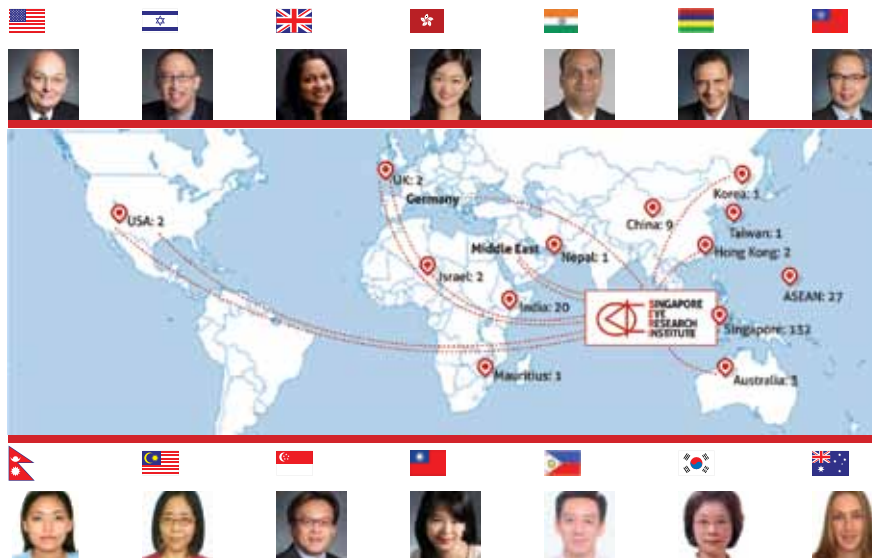 UK: 2
Germany
Korea: 1
USA: 2
China: 9
Taiwan: 1
Middle East
Nepal: 1
Hong Kong: 2
Israel: 2
ASEAN: 27
India: 20
SINGAPORE
EYE
RESEARCH
INSTITUTE
Singapore: 132
Mauritius: 1
Australia: 3